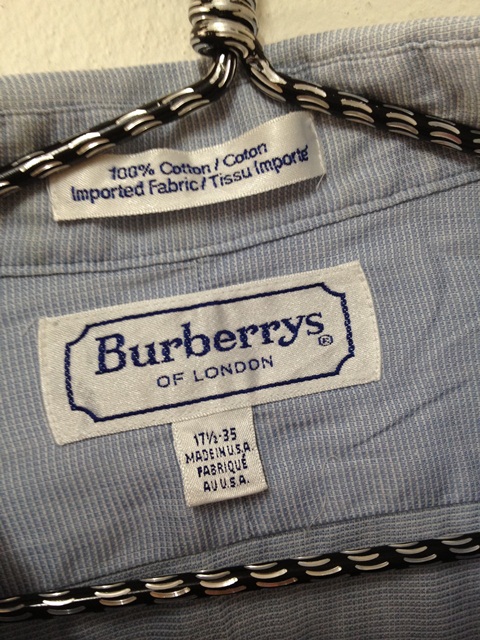 100% Cotton / Coton
Imported Fabric / Tissu Importé
Burberrys®
OF LONDON
17½-35
MADE IN U.S.A.
FABRIQUÉ
AU U.S.A.